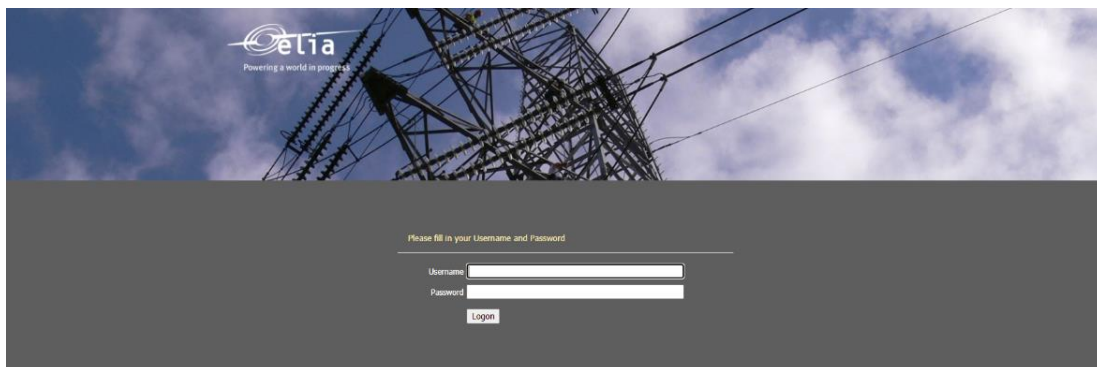 elia
Powering a world in progress
Please fill in your Username and Password
Username
Password
Logon